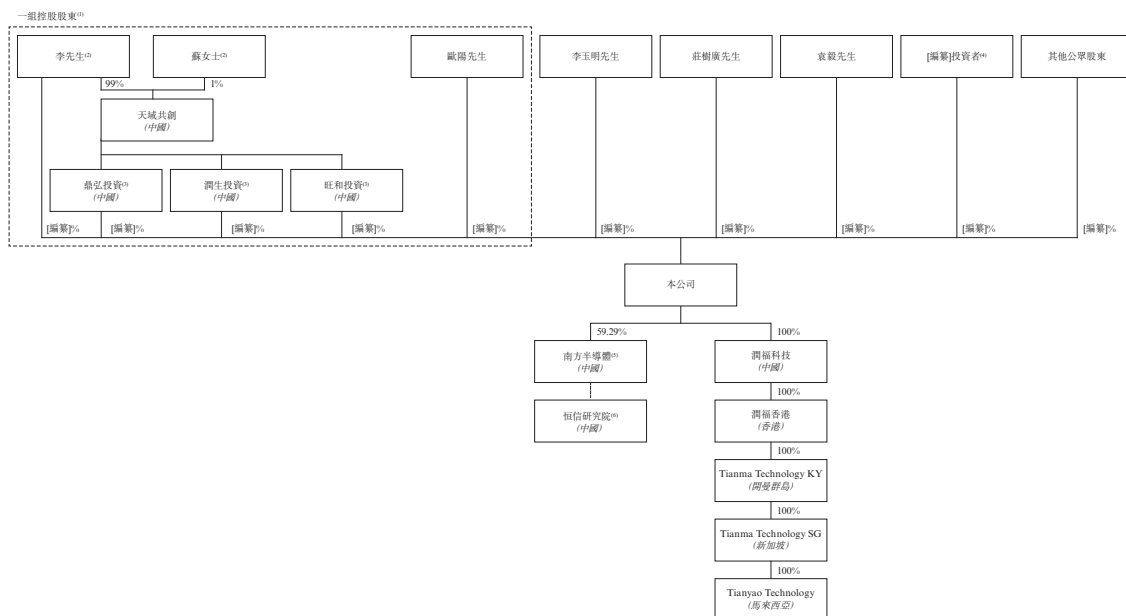 一組控股股東(1)
李先生(2)
蘇女士(2)
歐陽先生
李玉明先生
莊樹廣先生
袁毅先生
[編纂]投資者(4)
其他公眾股東
99%
1%
天域共創
(中國)
鼎弘投資(3)
(中國)
潤生投資(3)
(中國)
旺和投資(3)
(中國)
[編纂]%
[編纂]%
[編纂]%
[編纂]%
[編纂]%
[編纂]%
[編纂]%
[編纂]%
[編纂]%
[編纂]%
本公司
59.29%
100%
南方半導體(5)
(中國)
潤福科技
(中國)
100%
恒信研究院(6)
(中國)
潤福香港
(香港)
100%
Tianma Technology KY
(開曼群島)
100%
Tianma Technology SG
(新加坡)
100%
Tianyao Technology
(馬來西亞)